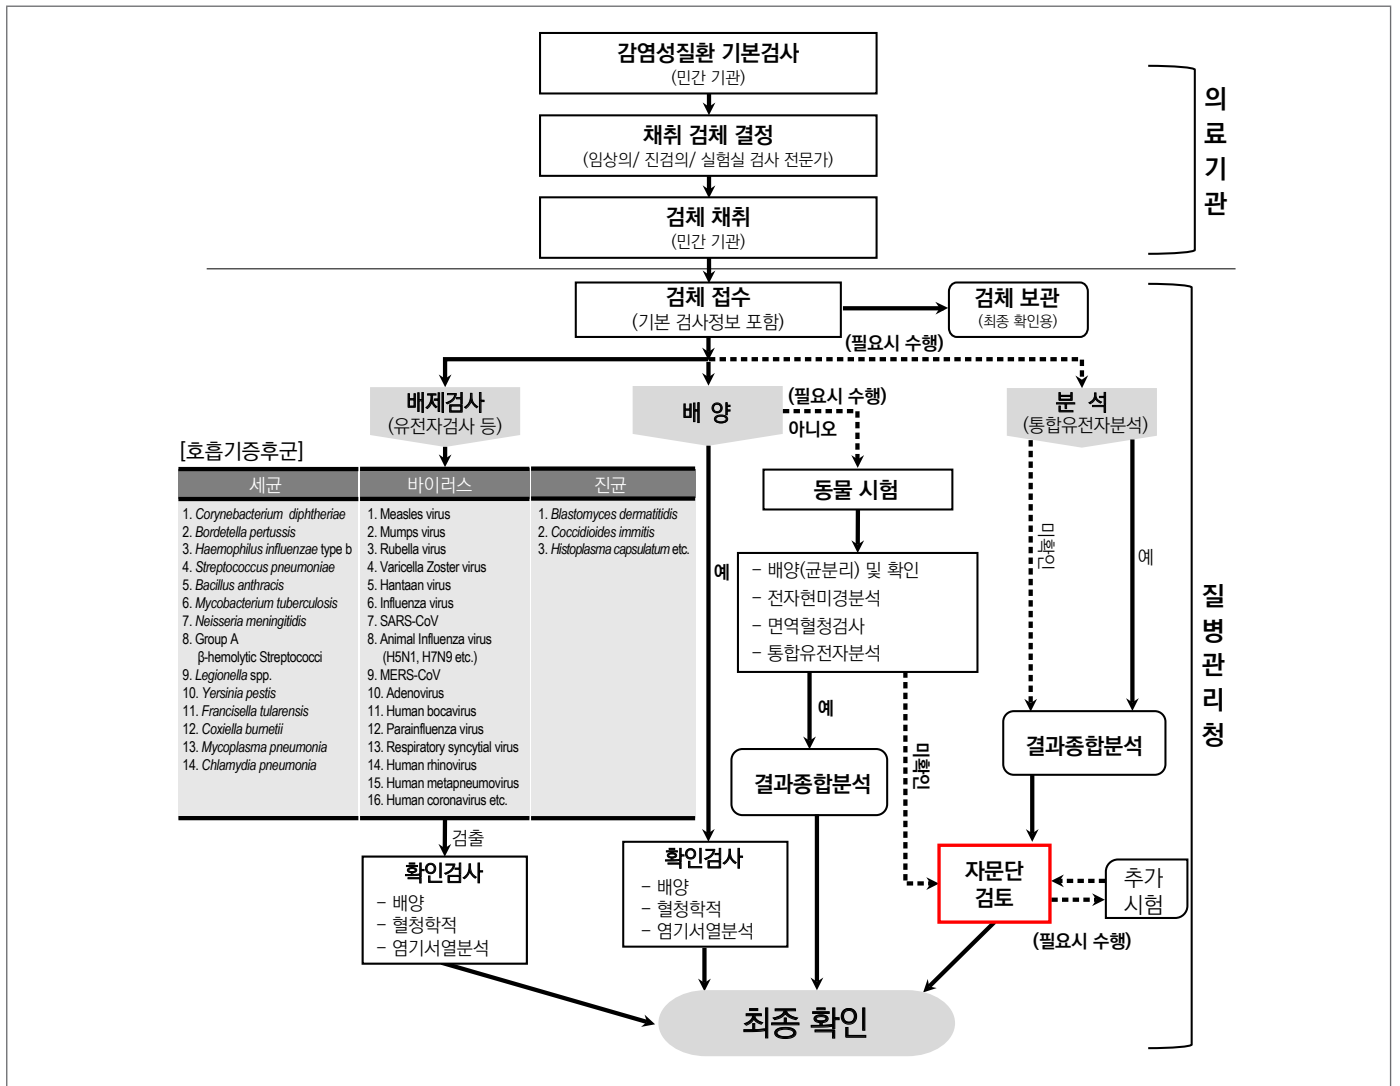 감염성질환 기본검사
(민간 기관)
채취 검체 결정
(임상의/ 진검의/ 실험실 검사 전문가)
검체 채취
(민간 기관)
의료기관
검체 접수
(기본 검사정보 포함)
검체 보관
(최종 확인용)
(필요시 수행)
배제검사
(유전자검사 등)
배 양
(필요시 수행)
아니오
분 석
(통합유전자분석)
[호흡기증후군]
세균
1. Corynebacterium diphtheriae
2. Bordetella pertussis
3. Haemophilus influenzae type b
4. Streptococcus pneumoniae
5. Bacillus anthracis
6. Mycobacterium tuberculosis
7. Neisseria meningitidis
8. Group A
β-hemolytic Streptococci
9. Legionella spp.
10. Yersinia pestis
11. Francisella tularensis
12. Coxiella burnetii
13. Mycoplasma pneumonia
14. Chlamydia pneumonia
바이러스
1. Measles virus
2. Mumps virus
3. Rubella virus
4. Varicella Zoster virus
5. Hantaan virus
6. Influenza virus
7. SARS-CoV
8. Animal Influenza virus
(H5N1, H7N9 etc.)
9. MERS-CoV
10. Adenovirus
11. Human bocavirus
12. Parainfluenza virus
13. Respiratory syncytial virus
14. Human rhinovirus
15. Human metapneumovirus
16. Human coronavirus etc.
진균
1. Blastomyces dermatitidis
2. Coccidioides immitis
3. Histoplasma capsulatum etc.
예
동물 시험
– 배양(균분리) 및 확인
– 전자현미경분석
– 면역혈청검사
– 통합유전자분석
미확인
예
예
미확인
결과종합분석
결과종합분석
질병관리청
검출
확인검사
– 배양
– 혈청학적
– 염기서열분석
확인검사
– 배양
– 혈청학적
– 염기서열분석
자문단
검토
추가
시험
(필요시 수행)
최종 확인